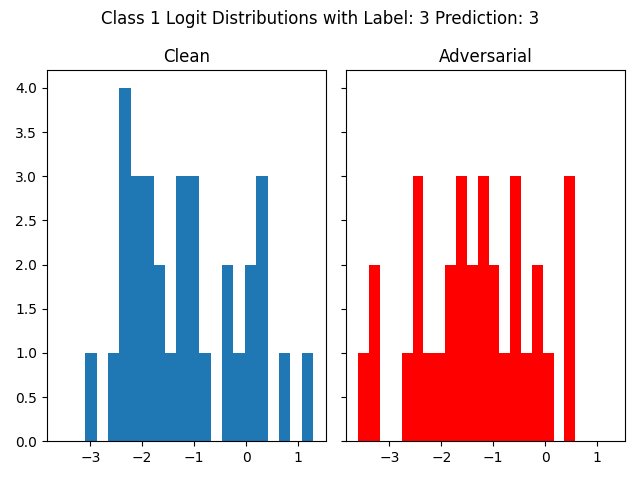 Class 1 Logit Distributions with Label: 3 Prediction: 3
Clean
Adversarial
4.0
3.5
3.0
2.5
2.0
1.5
1.0
0.5
0.0
−3 −2 −1 0 1
−3 −2 −1 0 1